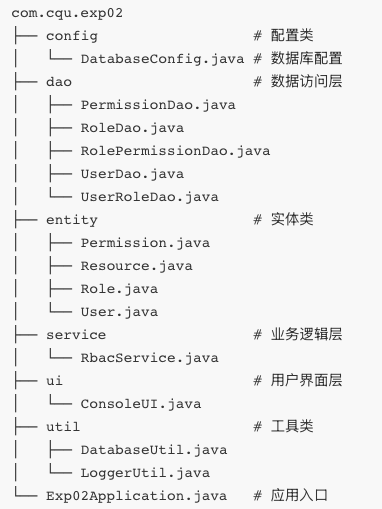 com.cqu.exp02
├── config                # 配置类
│   └── DatabaseConfig.java # 数据库配置
├── dao                   # 数据访问层
│   ├── PermissionDao.java
│   ├── RoleDao.java
│   ├── RolePermissionDao.java
│   ├── UserDao.java
│   └── UserRoleDao.java
├── entity                # 实体类
│   ├── Permission.java
│   ├── Resource.java
│   ├── Role.java
│   └── User.java
├── service               # 业务逻辑层
│   └── RbacService.java
├── ui                    # 用户界面层
│   └── ConsoleUI.java
├── util                  # 工具类
│   ├── DatabaseUtil.java
│   └── LoggerUtil.java
└── Exp02Application.java   # 应用入口